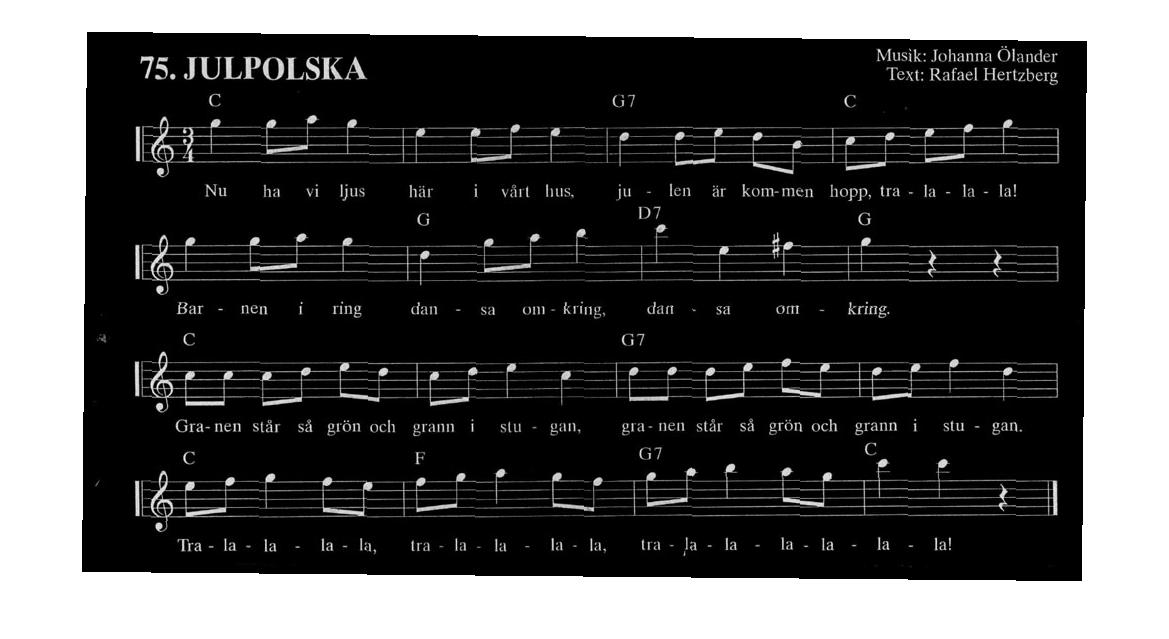 75. JULPOLSKA
Musik: Johanna Ölander
Text: Rafael Hertzberg
C G7 C
3
4
Nu ha vi ljus här i vårt hus, ju - len är kom-men hopp, tra - la - la - la!
G D7 G
Bar - nen i ring dan - sa om - kring, dan - sa om - kring.
C G7
Gra-nen står så grön och grann i stu - gan, gra-nen står så grön och grann i stu - gan.
C F G7 C
Tra - la - la - la - la, tra - la - la - la - la, tra - la - la - la - la - la - la!